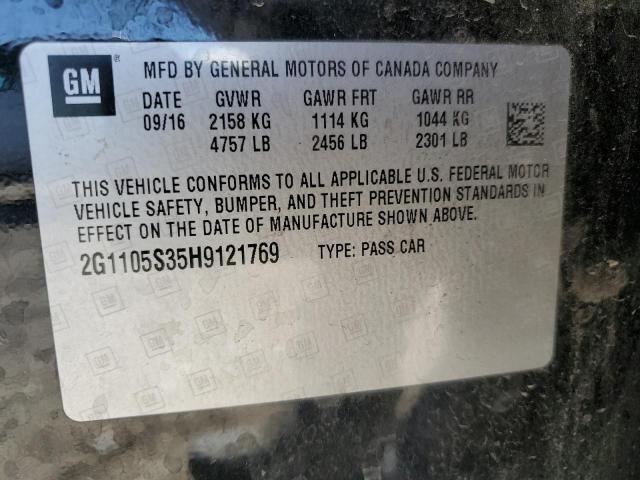 GM ®
MFD BY GENERAL MOTORS OF CANADA COMPANY
DATE GVWR GAWR FRT GAWR RR
09/16 2158 KG 1114 KG 1044 KG
4757 LB 2456 LB 2301 LB
THIS VEHICLE CONFORMS TO ALL APPLICABLE U.S. FEDERAL MOTOR
VEHICLE SAFETY, BUMPER, AND THEFT PREVENTION STANDARDS IN
EFFECT ON THE DATE OF MANUFACTURE SHOWN ABOVE.
2G1105S35H9121769 TYPE: PASS CAR